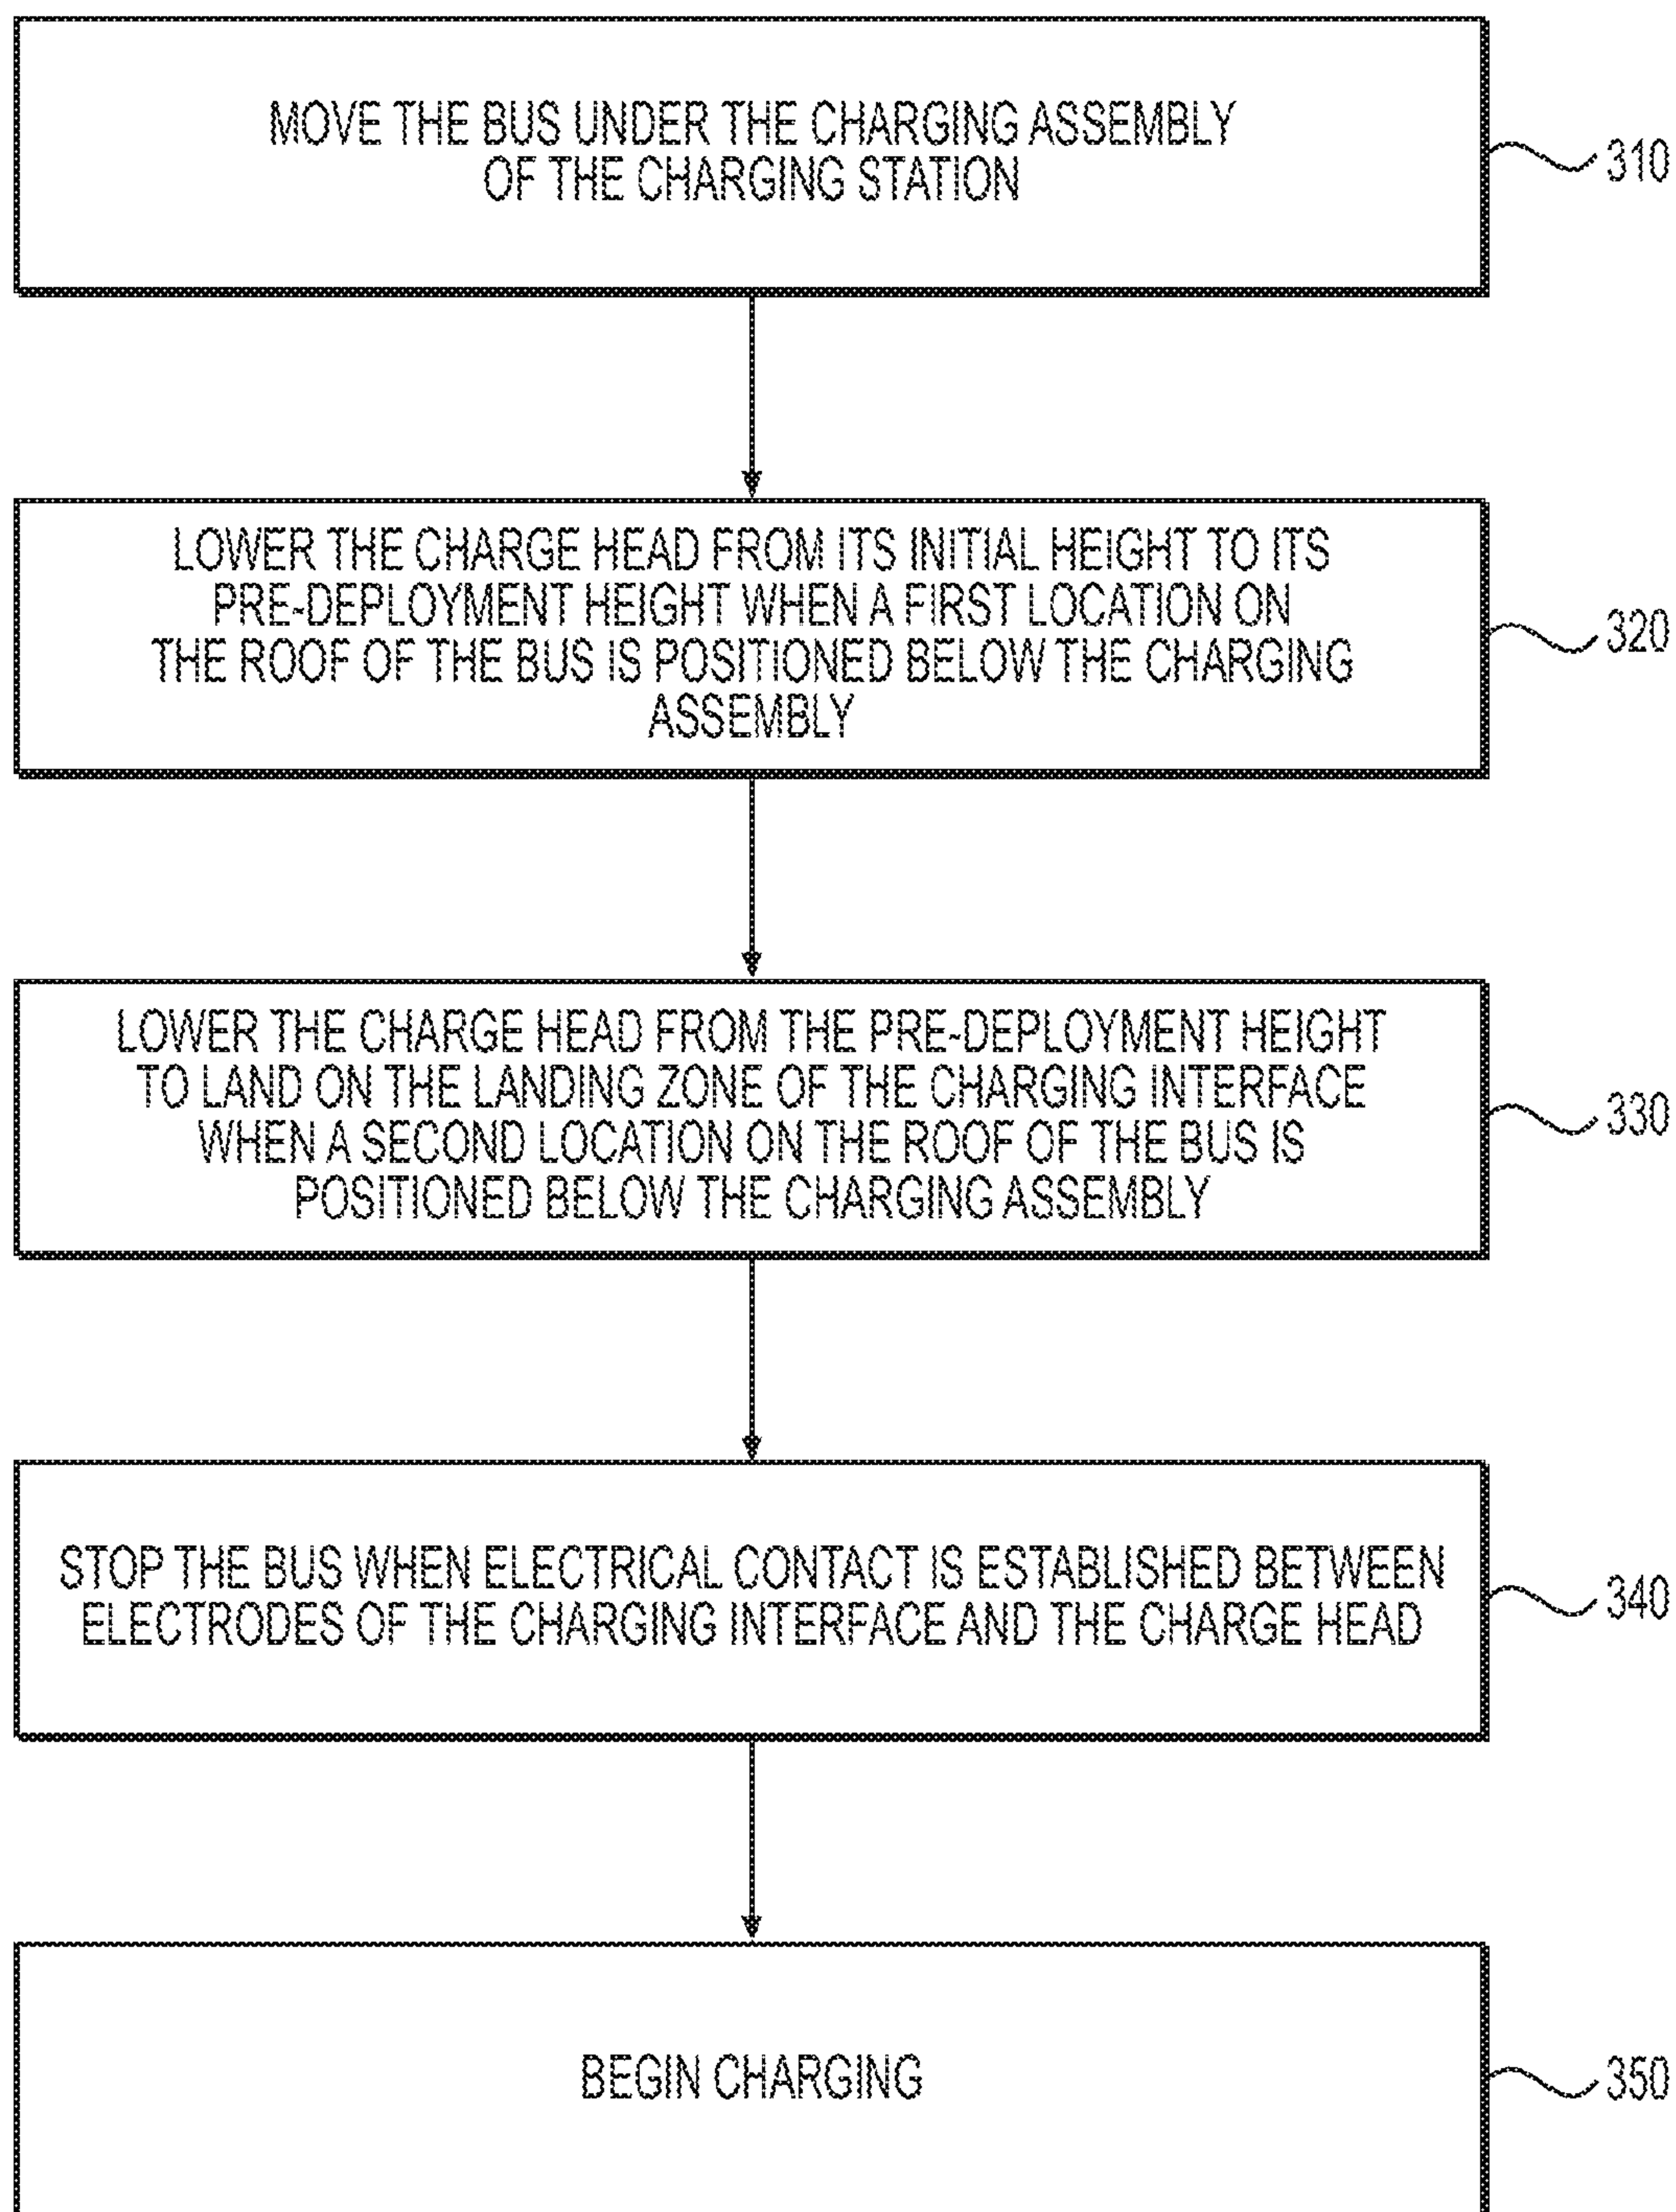 MOVE THE BUS UNDER THE CHARGING ASSEMBLY
OF THE CHARGING STATION
310
LOWER THE CHARGE HEAD FROM ITS INITIAL HEIGHT TO ITS
PRE-DEPLOYMENT HEIGHT WHEN A FIRST LOCATION ON
THE ROOF OF THE BUS IS POSITIONED BELOW THE CHARGING
ASSEMBLY
320
LOWER THE CHARGE HEAD FROM THE PRE-DEPLOYMENT HEIGHT
TO LAND ON THE LANDING ZONE OF THE CHARGING INTERFACE
WHEN A SECOND LOCATION ON THE ROOF OF THE BUS IS
POSITIONED BELOW THE CHARGING ASSEMBLY
330
STOP THE BUS WHEN ELECTRICAL CONTACT IS ESTABLISHED BETWEEN
ELECTRODES OF THE CHARGING INTERFACE AND THE CHARGE HEAD
340
BEGIN CHARGING
350